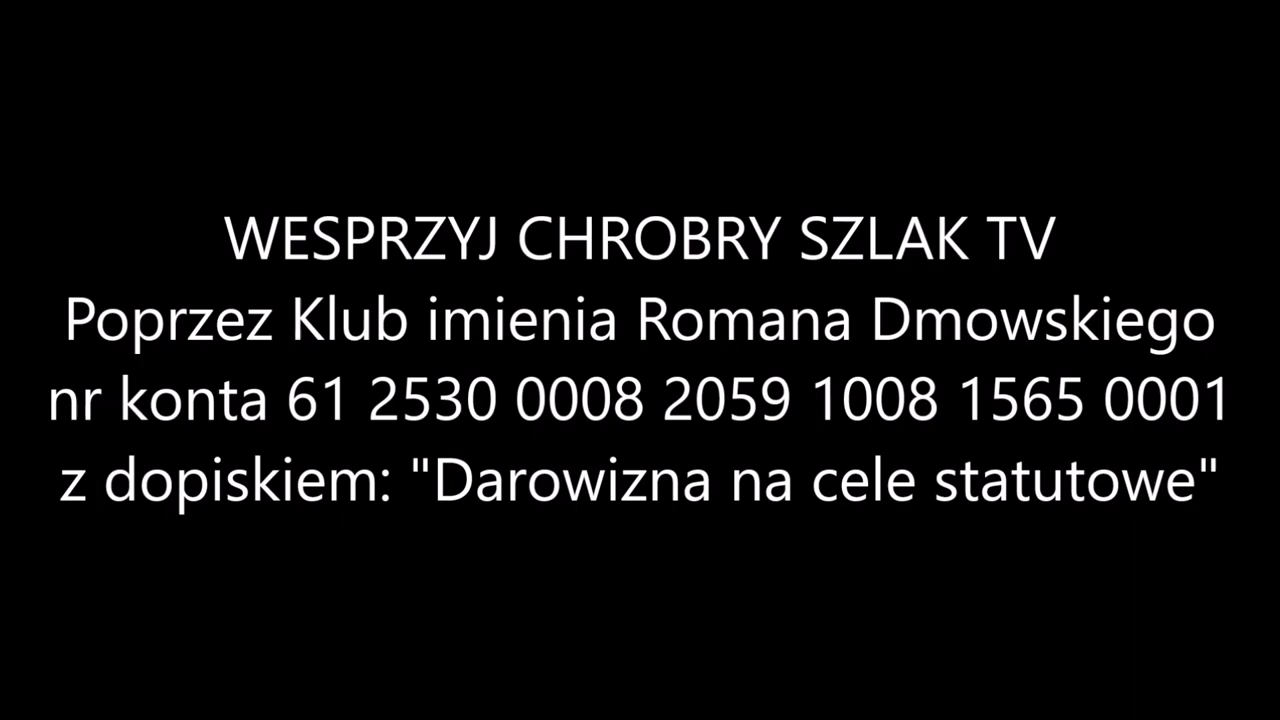 WESPRZYJ CHROBRY SZLAK TV
Poprzez Klub imienia Romana Dmowskiego
nr konta 61 2530 0008 2059 1008 1565 0001
z dopiskiem: "Darowizna na cele statutowe"